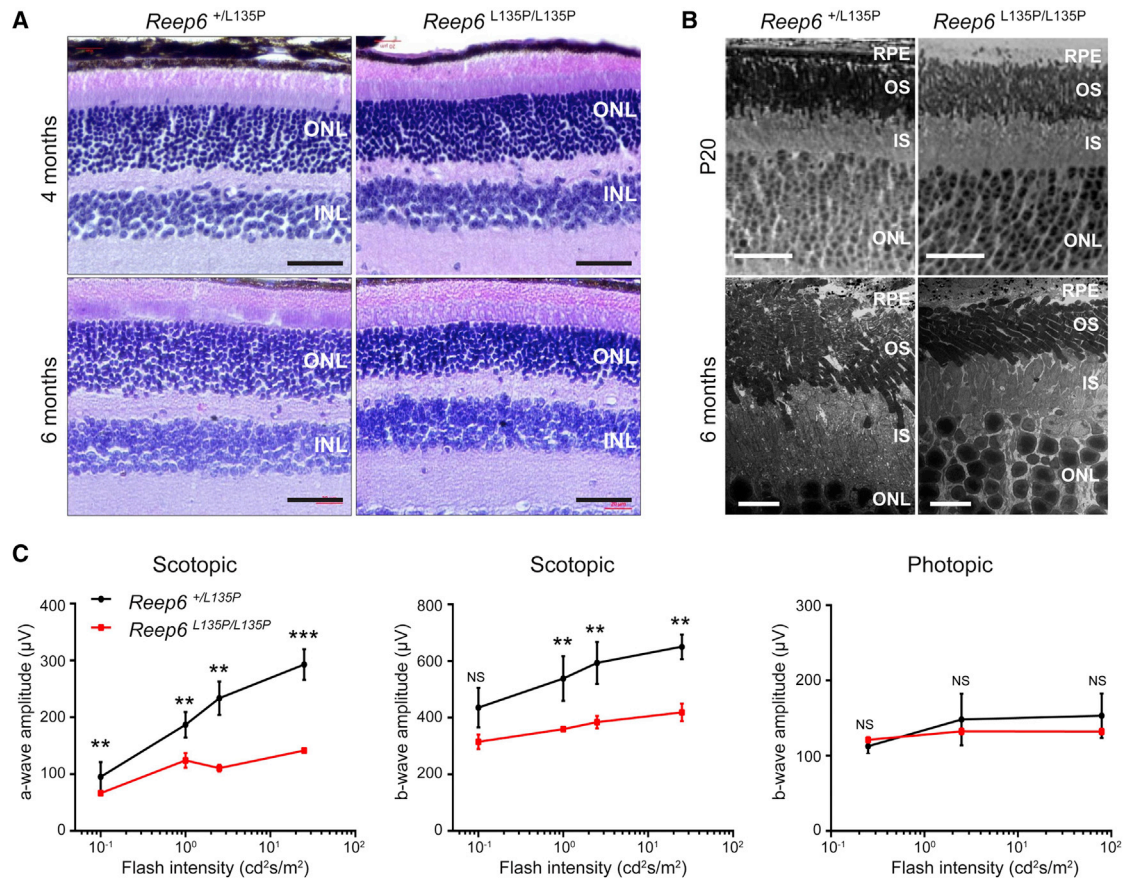 A
Reep6 +/L135P
Reep6 L135P/L135P
4 months
ONL
INL
ONL
INL
6 months
ONL
INL
ONL
INL
B
Reep6 +/L135P
Reep6 L135P/L135P
P20
RPE
OS
IS
ONL
RPE
OS
IS
ONL
6 months
RPE
OS
IS
ONL
RPE
OS
IS
ONL
C
Scotopic
Reep6 +/L135P
Reep6 L135P/L135P
a-wave amplitude (µV)
400
300
200
100
0
** ** ** ***
10-1 100 101 102
Flash intensity (cd2s/m2)
Scotopic
b-wave amplitude (µV)
800
600
400
200
0
NS ** ** **
10-1 100 101 102
Flash intensity (cd2s/m2)
Photopic
b-wave amplitude (µV)
300
200
100
0
NS NS NS
10-1 100 101 102
Flash intensity (cd2s/m2)